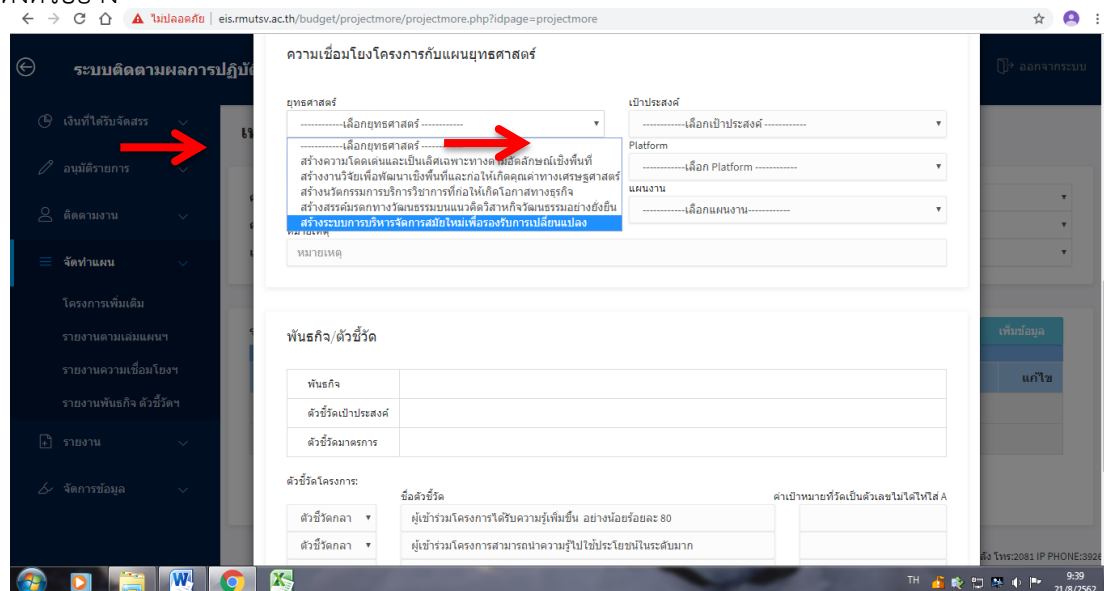 ไม่ปลอดภัย | eis.rmutsv.ac.th/budget/projectmore/projectmore.php?idpage=projectmore
ความเชื่อมโยงโครงการกับแผนยุทธศาสตร์
ระบบติดตามผลการปฏิบัติ
ออกจากระบบ
ยุทธศาสตร์
เป้าประสงค์
เงินที่ได้รับจัดสรร
------------เลือกยุทธศาสตร์ ------------
------------เลือกเป้าประสงค์ ------------
------------เลือกยุทธศาสตร์ ------------
Platform
สร้างความโดดเด่นและเป็นเลิศเฉพาะทางตามอัตลักษณ์เชิงพื้นที่
อนุมัติรายการ
------------เลือก Platform ------------
สร้างงานวิจัยเพื่อพัฒนาเชิงพื้นที่และก่อให้เกิดคุณค่าทางเศรษฐศาสตร์
สร้างนวัตกรรมการบริการวิชาการที่ก่อให้เกิดโอกาสทางธุรกิจ
แผนงาน
สร้างสรรค์มรดกทางวัฒนธรรมบนแนวคิดวิสาหกิจวัฒนธรรมอย่างยั่งยืน
------------เลือกแผนงาน------------
ติดตามงาน
สร้างระบบการบริหารจัดการสมัยใหม่เพื่อรองรับการเปลี่ยนแปลง
หมายเหตุ
หมายเหตุ
จัดทำแผน
โครงการเพิ่มเติม
รายงานตามเล่มแผนฯ
พันธกิจ/ตัวชี้วัด
เพิ่มข้อมูล
รายงานความเชื่อมโยงฯ
พันธกิจ
แก้ไข
รายงานพันธกิจ ตัวชี้วัดฯ
ตัวชี้วัดเป้าประสงค์
รายงาน
ตัวชี้วัดมาตรการ
ตัวชี้วัดโครงการ:
จัดการข้อมูล
ชื่อตัวชี้วัด
ค่าเป้าหมายที่วัดเป็นตัวเลขไม่ได้ให้ใส่ A
ตัวชี้วัดกลา
ผู้เข้าร่วมโครงการได้รับความรู้เพิ่มขึ้น อย่างน้อยร้อยละ 80
ตัวชี้วัดกลา
ผู้เข้าร่วมโครงการสามารถนำความรู้ไปใช้ประโยชน์ในระดับมาก
โทร:2081 IP PHONE:3926
TH
9:39
21/8/2562